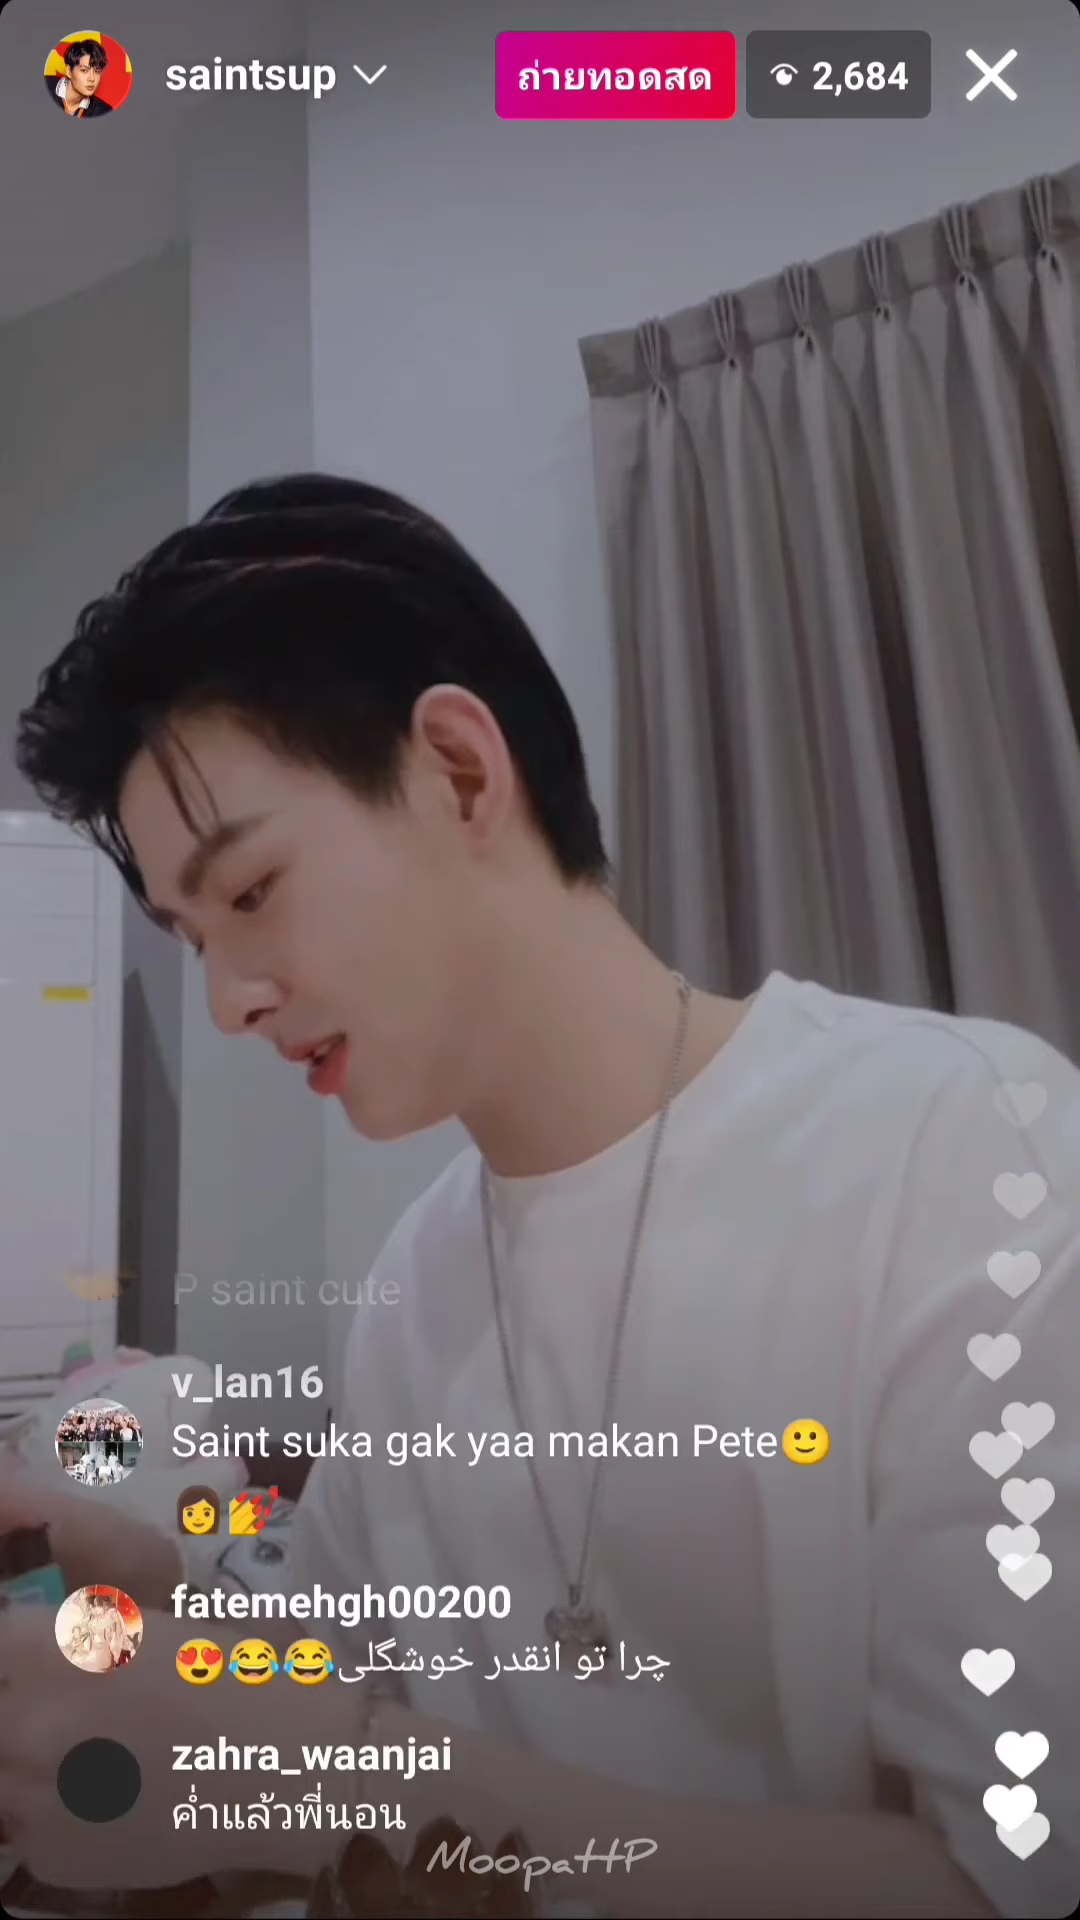 saintsup
ถ่ายทอดสด
2,684
P saint cute
v_lan16
Saint suka gak yaa makan Pete🙂
👩💅
fatemehgh00200
چرا تو انقدر خوشگلی😂😂😍
zahra_waanjai
ค่ำแล้วพี่นอน
MoopaHP